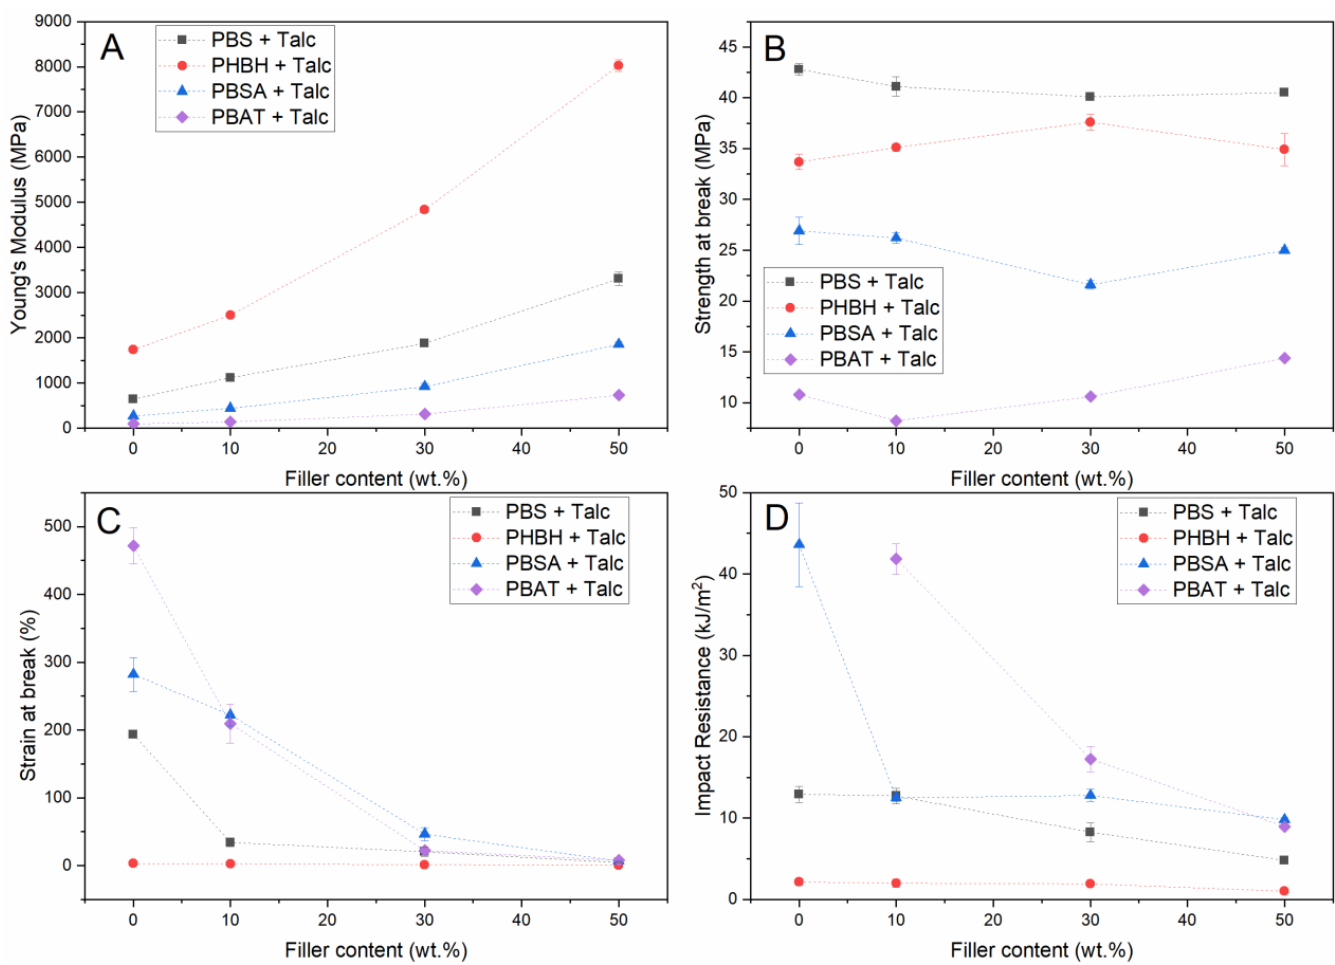 A
PBS + Talc
PHBH + Talc
PBSA + Talc
PBAT + Talc
9000
8000
7000
6000
5000
4000
3000
2000
1000
0
Young's Modulus (MPa)
0 10 20 30 40 50
Filler content (wt.%)
B
45
40
35
30
25
20
15
10
Strength at break (MPa)
PBS + Talc
PHBH + Talc
PBSA + Talc
PBAT + Talc
0 10 20 30 40 50
Filler content (wt.%)
C
PBS + Talc
PHBH + Talc
PBSA + Talc
PBAT + Talc
500
400
300
200
100
0
Strain at break (%)
0 10 20 30 40 50
Filler content (wt.%)
D
PBS + Talc
PHBH + Talc
PBSA + Talc
PBAT + Talc
50
40
30
20
10
0
Impact Resistance (kJ/m²)
0 10 20 30 40 50
Filler content (wt.%)